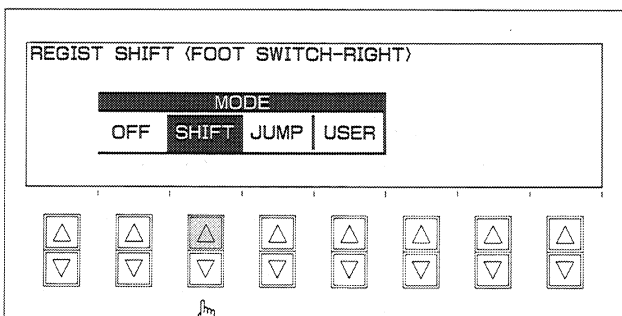 REGIST SHIFT (FOOT SWITCH-RIGHT)
MODE
OFF SHIFT JUMP USER